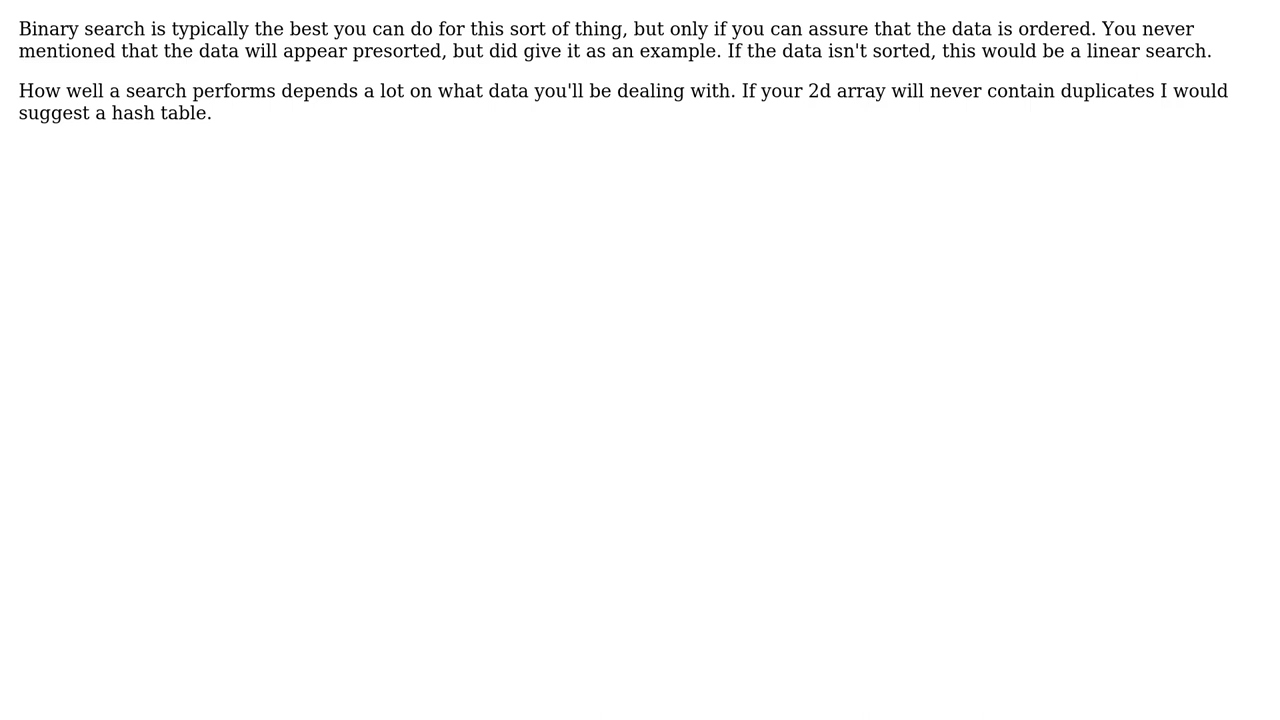 Binary search is typically the best you can do for this sort of thing, but only if you can assure that the data is ordered. You never
mentioned that the data will appear presorted, but did give it as an example. If the data isn't sorted, this would be a linear search.
How well a search performs depends a lot on what data you'll be dealing with. If your 2d array will never contain duplicates I would
suggest a hash table.